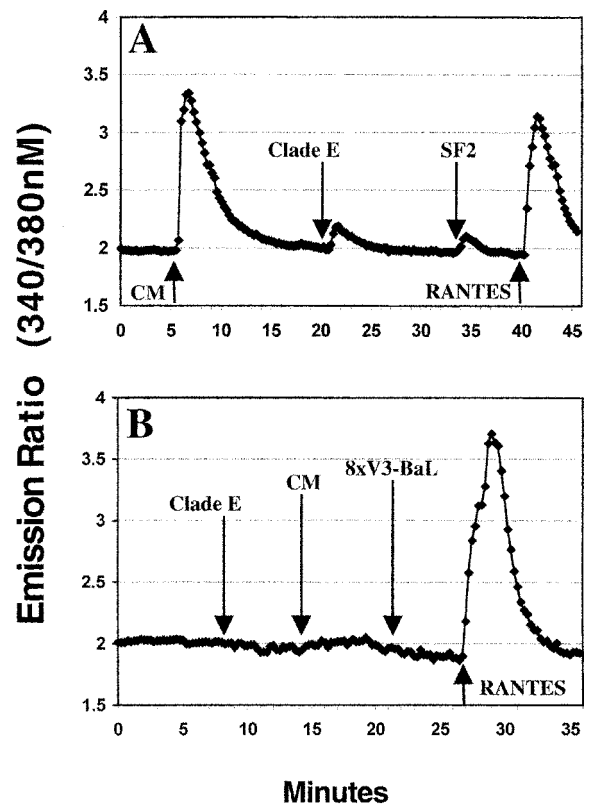 Emission Ratio (340/380nM)
A
4
3.5
3
2.5
2
1.5
Clade E
SF2
CM
RANTES
0 5 10 15 20 25 30 35 40 45
B
4
3.5
3
2.5
2
1.5
Clade E
CM
8xV3-BaL
RANTES
0 5 10 15 20 25 30 35
Minutes